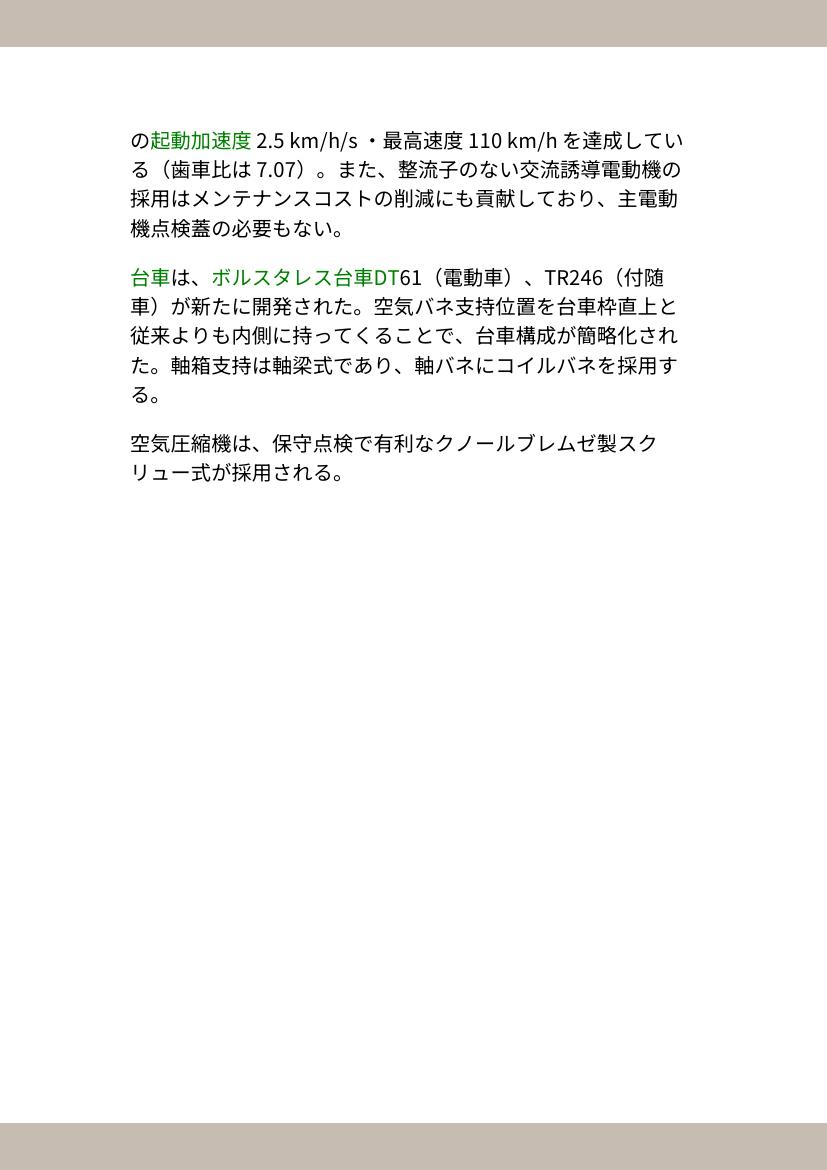 の起動加速度 2.5 km/h/s ・最高速度 110 km/h を達成してい
る（歯車比は 7.07）。また、整流子のない交流誘導電動機の
採用はメンテナンスコストの削減にも貢献しており、主電動
機点検蓋の必要もない。
台車は、ボルスタレス台車DT61（電動車）、TR246（付随
車）が新たに開発された。空気バネ支持位置を台車枠直上と
従来よりも内側に持ってくることで、台車構成が簡略化され
た。軸箱支持は軸梁式であり、軸バネにコイルバネを採用す
る。
空気圧縮機は、保守点検で有利なクノールブレムゼ製スク
リュー式が採用される。